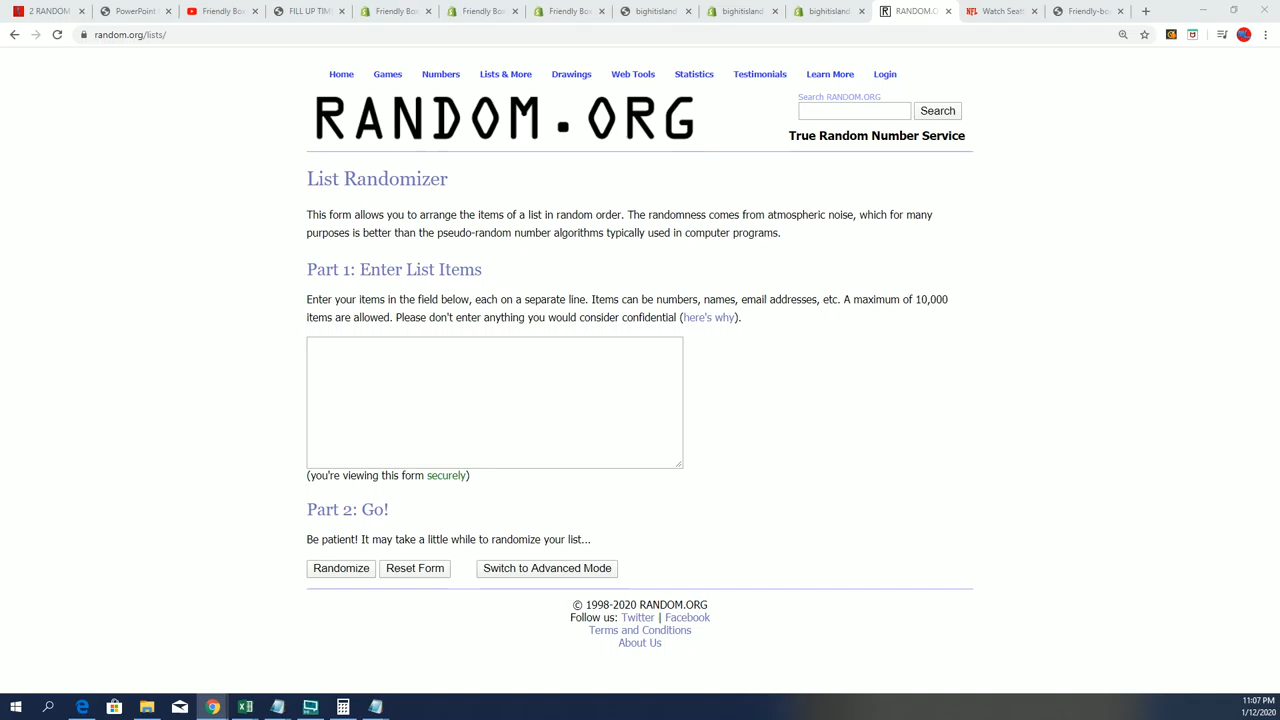 2 RANDOM
PowerPoint
Friendly Bo
FILL UP TIM
Friendly Bo
Friendly Bo
Friendly Bo
bighitisland
bighitisland
bighitisland
RANDOM.O
Watch Seat
Friendly-bo
random.org/lists/
Home Games Numbers Lists & More Drawings Web Tools Statistics Testimonials Learn More Login
RANDOM.ORG
Search RANDOM.ORG
Search
True Random Number Service
List Randomizer
This form allows you to arrange the items of a list in random order. The randomness comes from atmospheric noise, which for many
purposes is better than the pseudo-random number algorithms typically used in computer programs.
Part 1: Enter List Items
Enter your items in the field below, each on a separate line. Items can be numbers, names, email addresses, etc. A maximum of 10,000
items are allowed. Please don't enter anything you would consider confidential (here's why).
(you're viewing this form securely)
Part 2: Go!
Be patient! It may take a little while to randomize your list...
Randomize Reset Form Switch to Advanced Mode
© 1998-2020 RANDOM.ORG
Follow us: Twitter | Facebook
Terms and Conditions
About Us
11:07 PM
1/12/2020